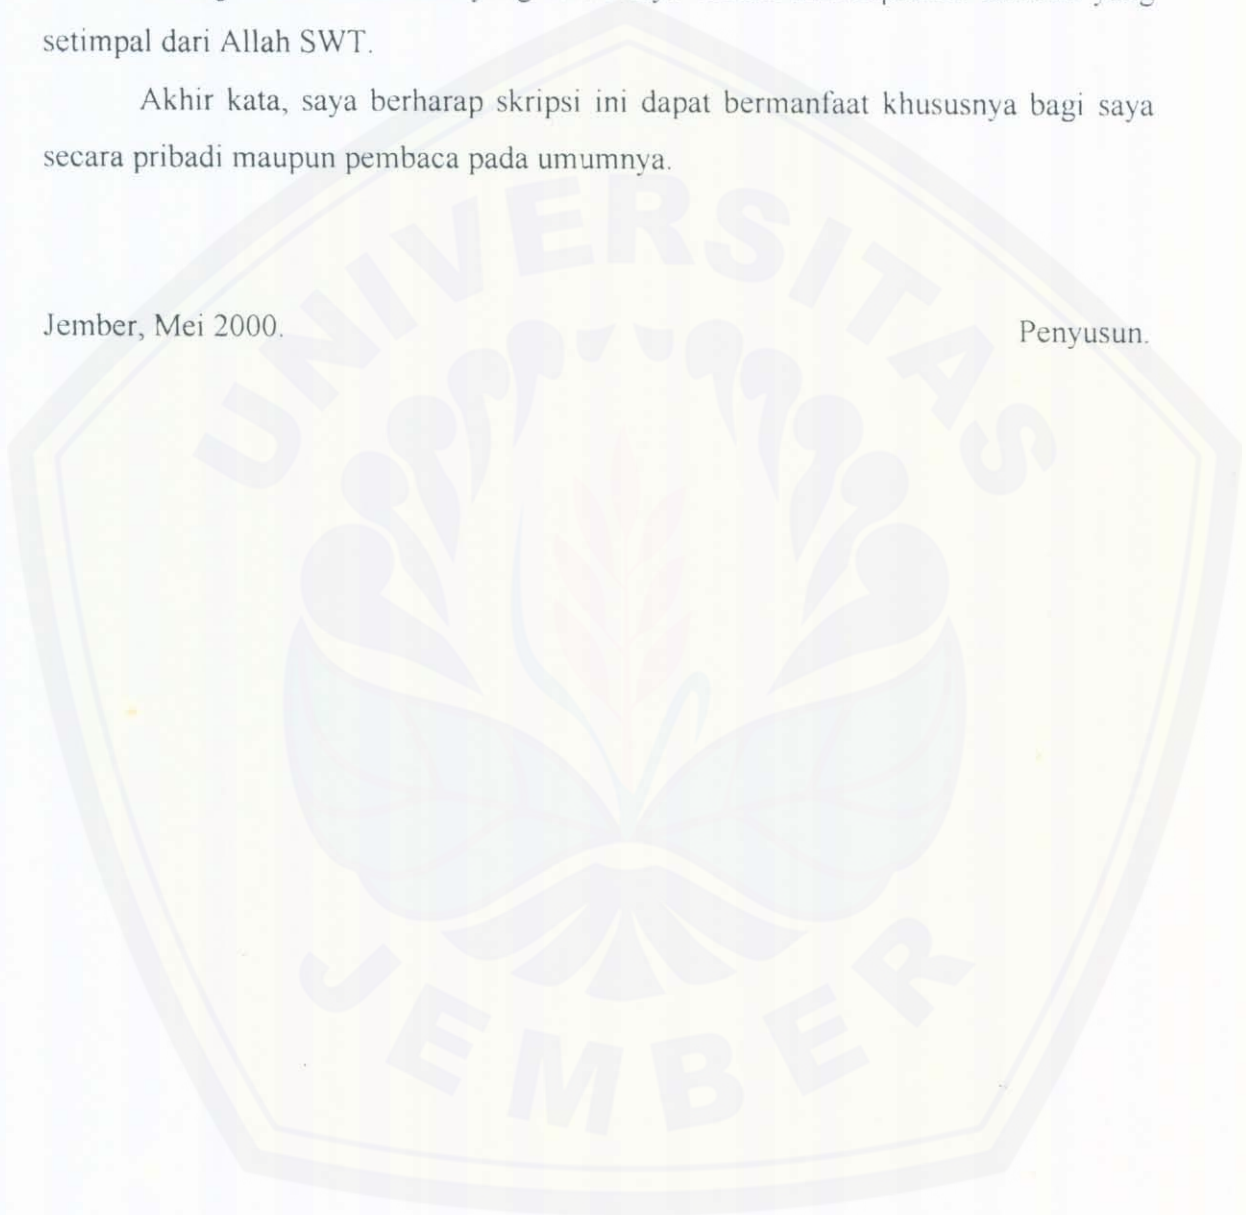 setimpal dari Allah SWT.
Akhir kata, saya berharap skripsi ini dapat bermanfaat khususnya bagi saya
secara pribadi maupun pembaca pada umumnya.
Jember, Mei 2000.
Penyusun.
UNIVERSITAS
JEMBER